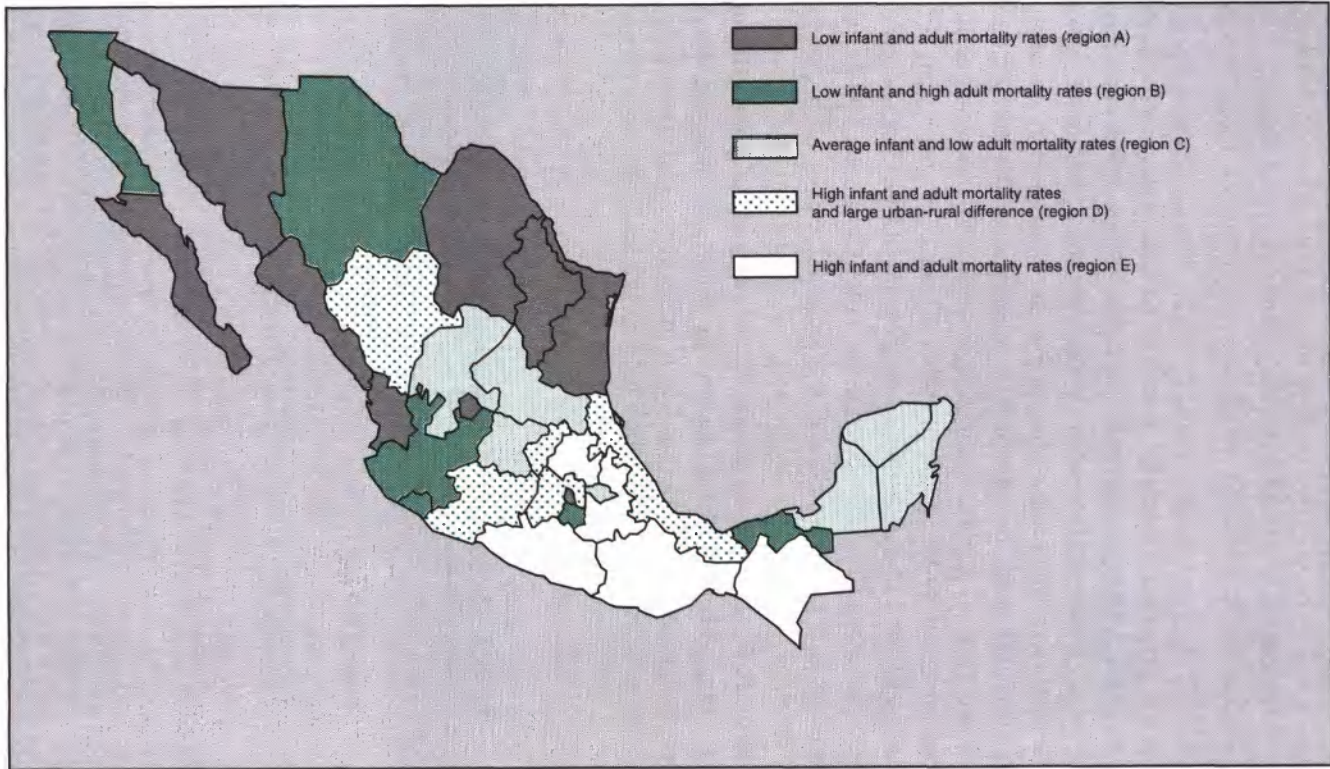 Low infant and adult mortality rates (region A)
Low infant and high adult mortality rates (region B)
Average infant and low adult mortality rates (region C)
High infant and adult mortality rates
and large urban-rural difference (region D)
High infant and adult mortality rates (region E)